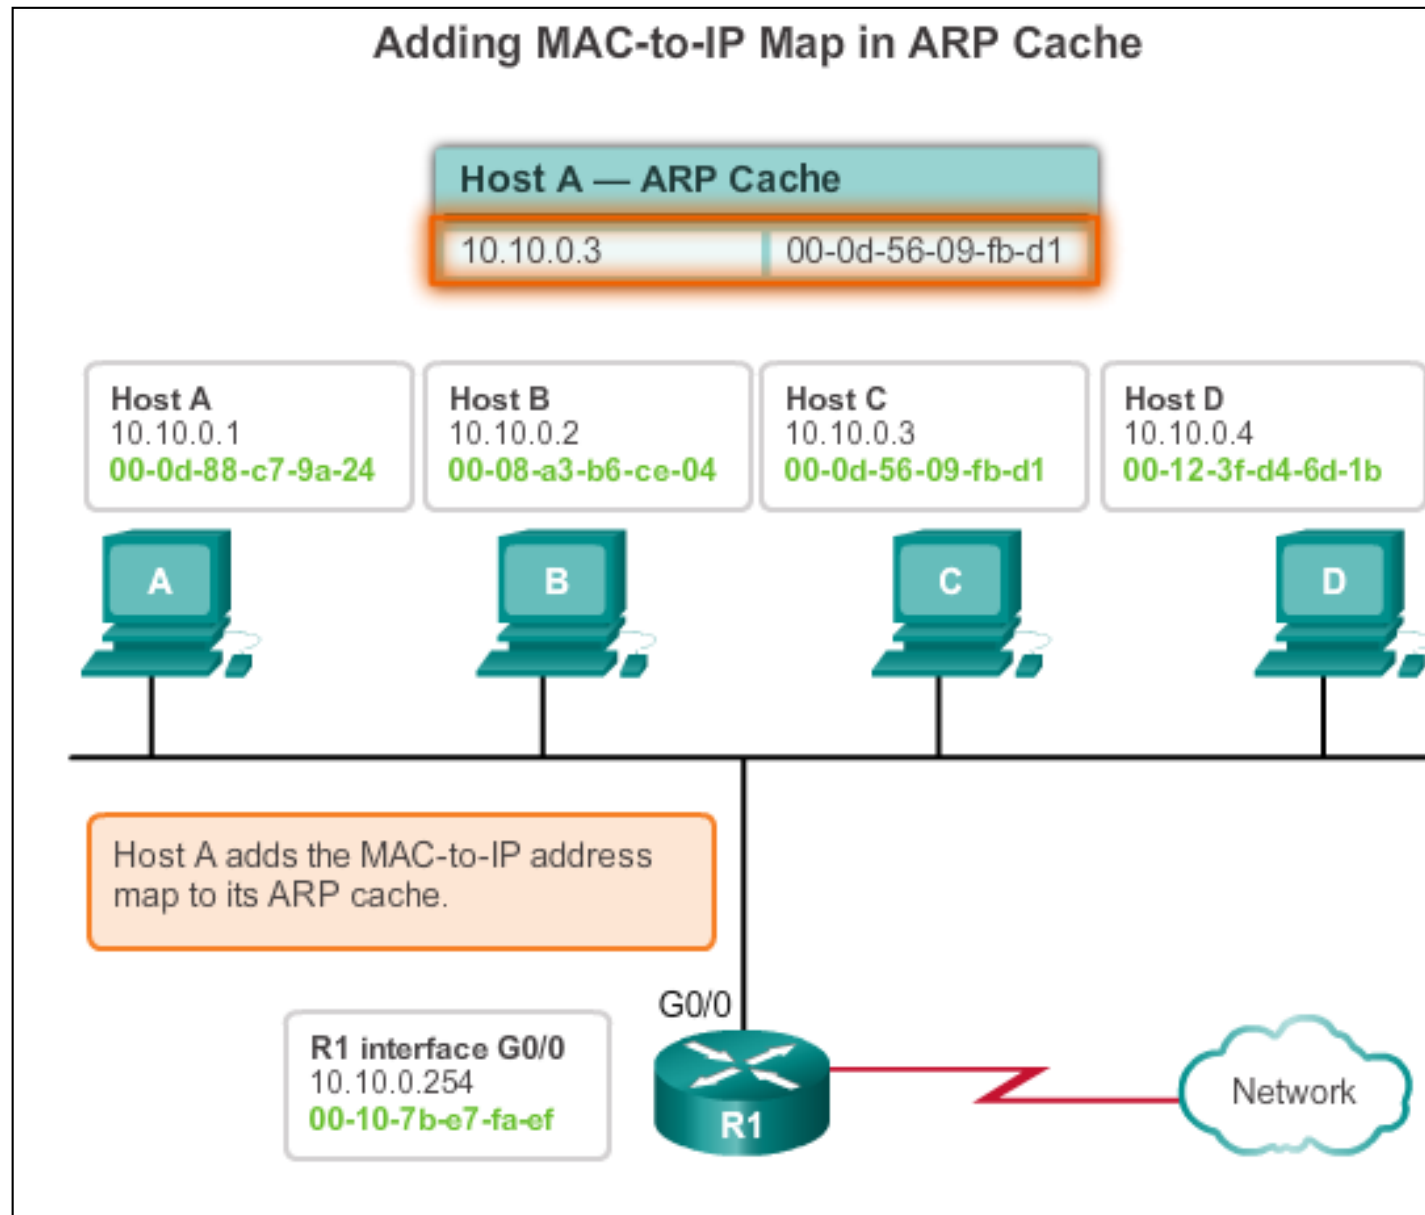 Adding MAC-to-IP Map in ARP Cache
Host A — ARP Cache
10.10.0.3 00-0d-56-09-fb-d1
Host A
10.10.0.1
00-0d-88-c7-9a-24
Host B
10.10.0.2
00-08-a3-b6-ce-04
Host C
10.10.0.3
00-0d-56-09-fb-d1
Host D
10.10.0.4
00-12-3f-d4-6d-1b
A
B
C
D
Host A adds the MAC-to-IP address
map to its ARP cache.
G0/0
R1 interface G0/0
10.10.0.254
00-10-7b-e7-fa-ef
R1
Network